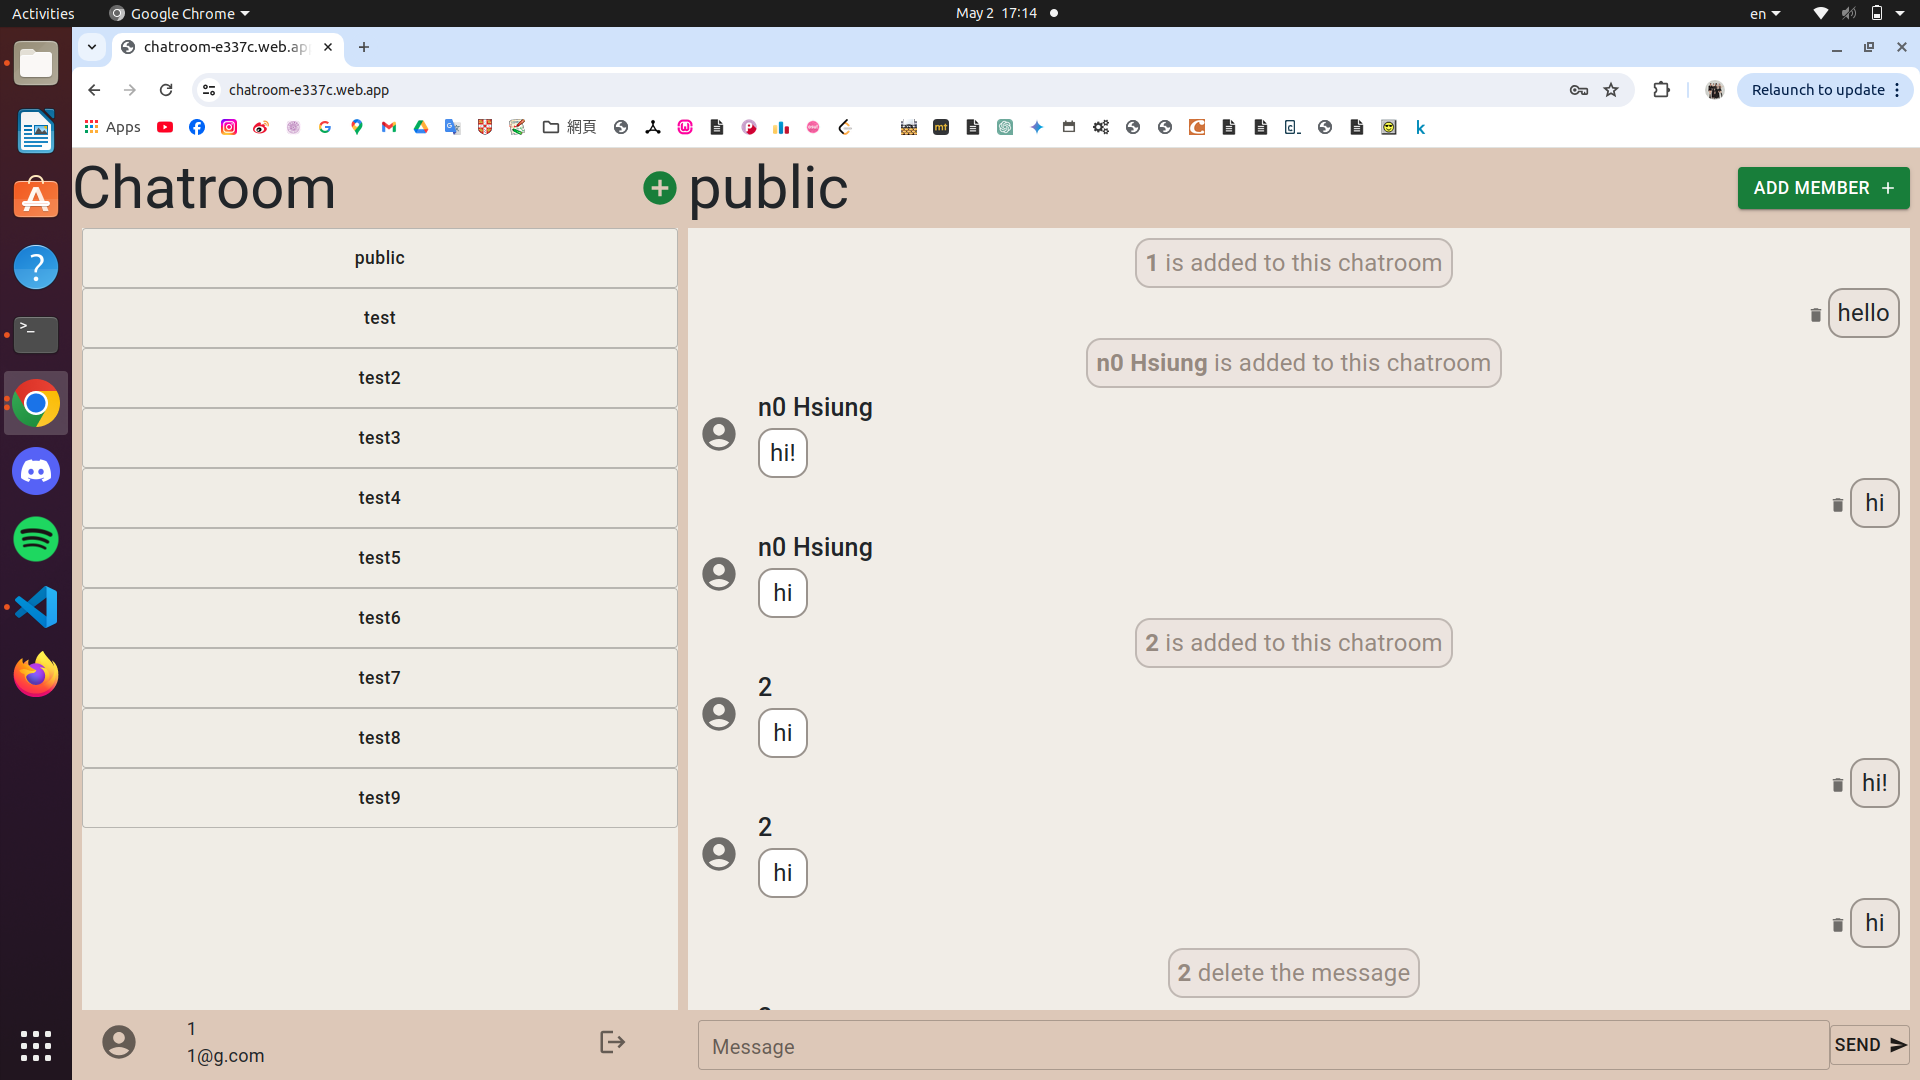 Activities
Google Chrome
May 2 17:14
en
chatroom-e337c.web.ap
chatroom-e337c.web.app
Relaunch to update
Apps
網頁
Chatroom
public
ADD MEMBER +
public
test
test2
test3
test4
test5
test6
test7
test8
test9
1 is added to this chatroom
hello
n0 Hsiung is added to this chatroom
n0 Hsiung
hi!
hi
n0 Hsiung
hi
2 is added to this chatroom
2
hi
hi!
2
hi
hi
2 delete the message
1
1@g.com
Message
SEND